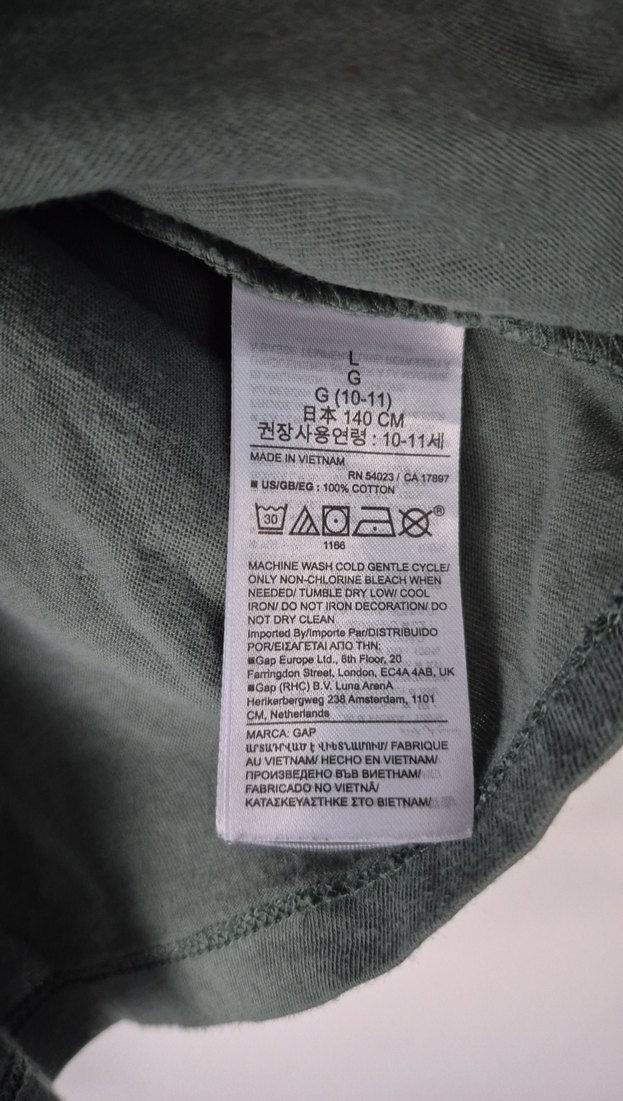 L
G
G (10-11)
日本 140 CM
권장사용연령 : 10-11세
MADE IN VIETNAM
RN 54023 / CA 17897
■ US/GB/EG : 100% COTTON
30
®
1166
MACHINE WASH COLD GENTLE CYCLE/
ONLY NON-CHLORINE BLEACH WHEN
NEEDED/ TUMBLE DRY LOW/ COOL
IRON/ DO NOT IRON DECORATION/ DO
NOT DRY CLEAN
Imported By/Importe Par/DISTRIBUIDO
POR/ΕΙΣΑΓΕΤΑΙ ΑΠΟ ΤΗΝ:
■Gap Europe Ltd., 6th Floor, 20
Farringdon Street, London, EC4A 4AB, UK
■Gap (RHC) B.V. Luna ArenA
Herikerbergweg 238 Amsterdam, 1101
CM, Netherlands
MARCA: GAP
ԱՐՏԱԴՐՎԱԾ Է ՎԻԵՏՆԱՄՈՒՄ/ FABRIQUE
AU VIETNAM/ HECHO EN VIETNAM/
ПРОИЗВЕДЕНО ВЪВ ВИЕТНАМ/
FABRICADO NO VIETNÃ/
ΚΑΤΑΣΚΕΥΑΣΤΗΚΕ ΣΤΟ ΒΙΕΤΝΑΜ/